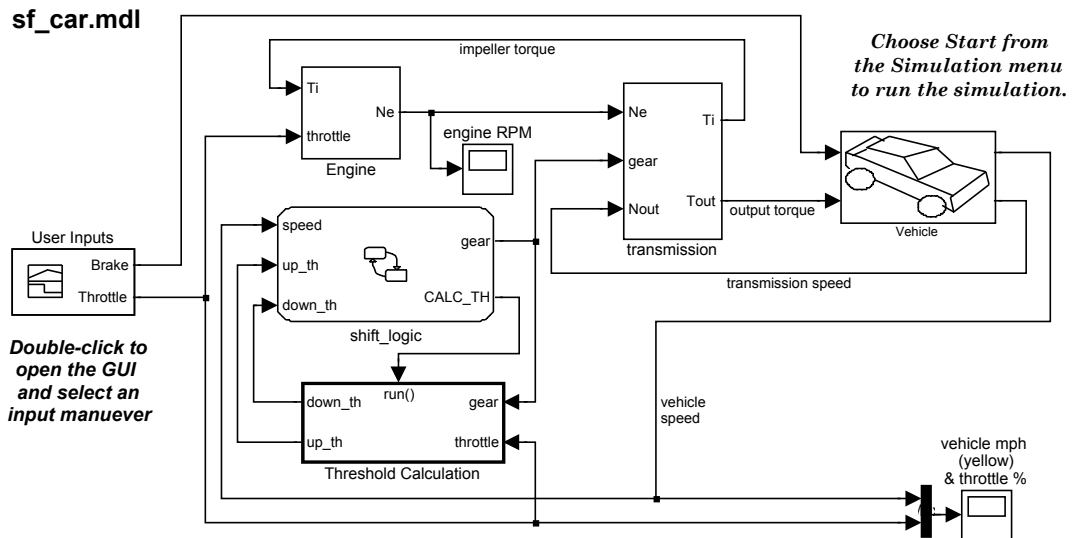 sf_car.mdl
impeller torque
Choose Start from
the Simulation menu
to run the simulation.
Ti
Ne
throttle
Engine
engine RPM
Ne
Ti
gear
Nout
Tout
transmission
output torque
Vehicle
transmission speed
User Inputs
Brake
Throttle
speed
gear
up_th
CALC_TH
down_th
shift_logic
Double-click to
open the GUI
and select an
input manuever
run()
down_th
gear
up_th
throttle
Threshold Calculation
vehicle
speed
vehicle mph
(yellow)
& throttle %